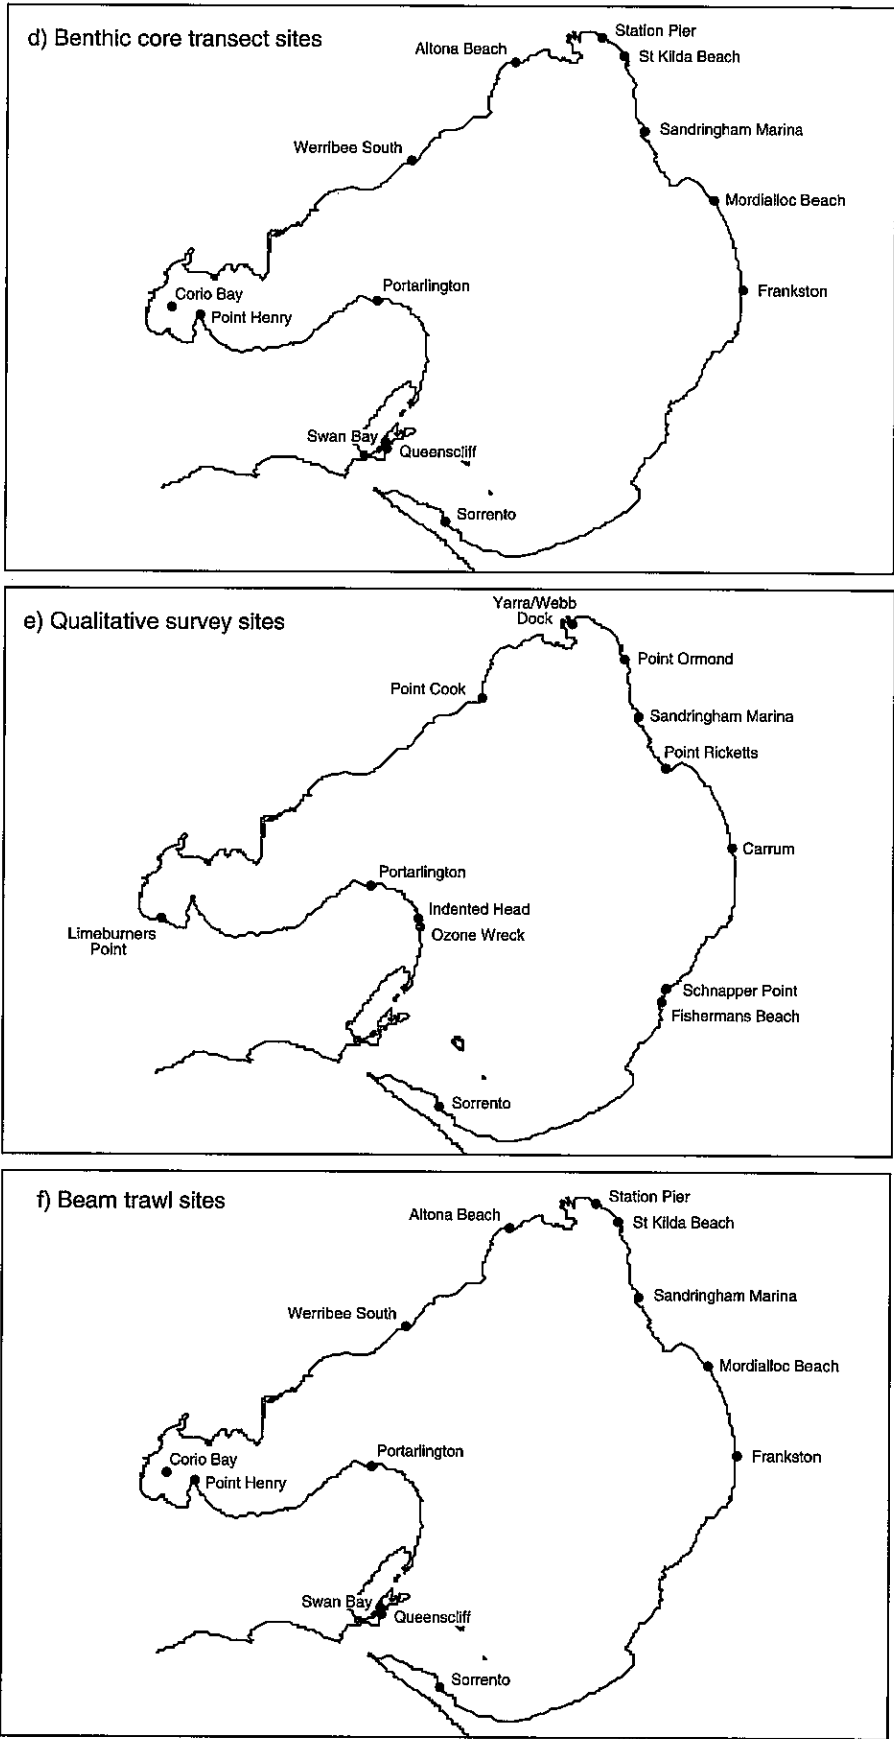 d) Benthic core transect sites
Station Pier
Altona Beach
St Kilda Beach
Sandringham Marina
Werribee South
Mordialloc Beach
Portarlington
Frankston
Corio Bay
Point Henry
Swan Bay
Queenscliff
Sorrento
e) Qualitative survey sites
Yarra/Webb
Dock
Point Ormond
Point Cook
Sandringham Marina
Point Ricketts
Carrum
Portarlington
Indented Head
Limeburners
Point
Ozone Wreck
Schnapper Point
Fishermans Beach
Sorrento
f) Beam trawl sites
Station Pier
Altona Beach
St Kilda Beach
Sandringham Marina
Werribee South
Mordialloc Beach
Portarlington
Frankston
Corio Bay
Point Henry
Swan Bay
Queenscliff
Sorrento